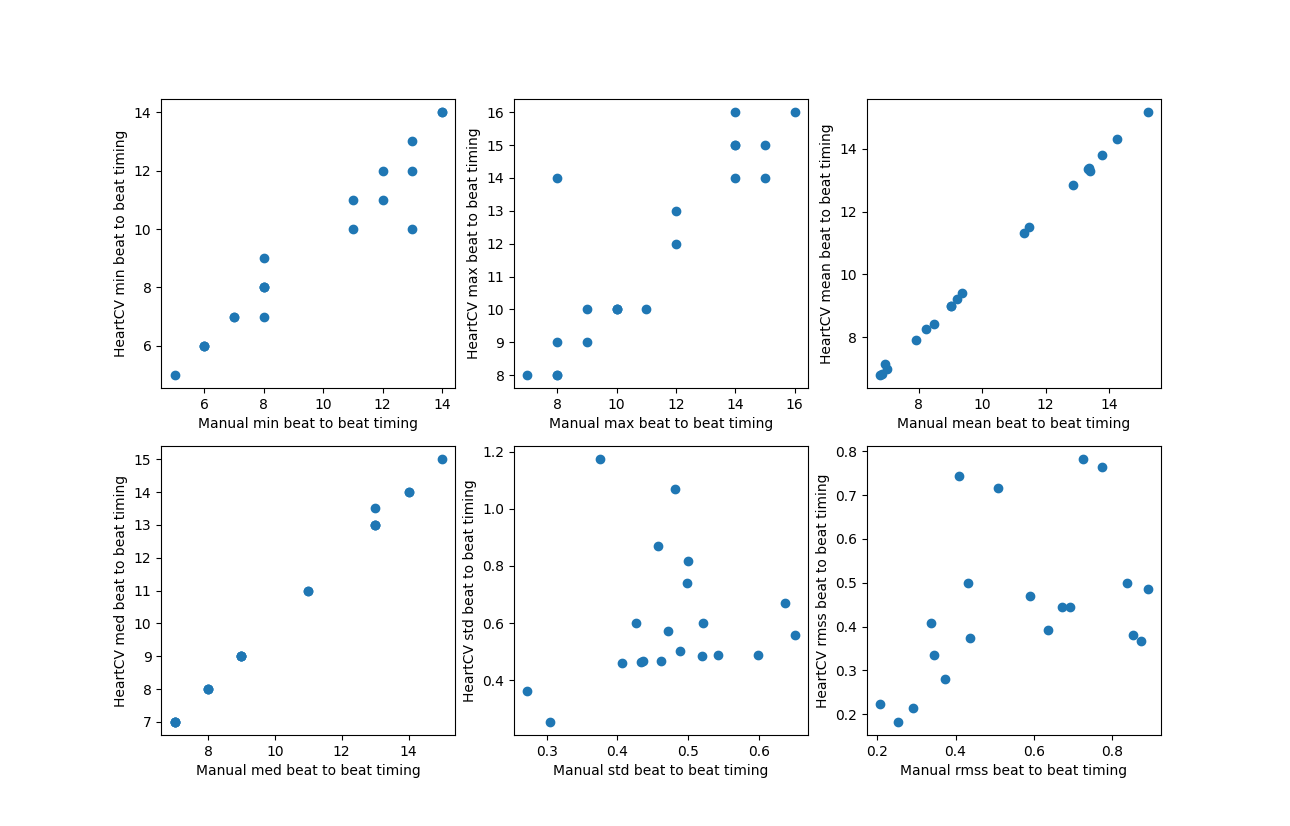 14
12
10
8
6
HeartCV min beat to beat timing
6 8 10 12 14
Manual min beat to beat timing
16
15
14
13
12
11
10
9
8
HeartCV max beat to beat timing
8 10 12 14 16
Manual max beat to beat timing
14
12
10
8
HeartCV mean beat to beat timing
8 10 12 14
Manual mean beat to beat timing
15
14
13
12
11
10
9
8
7
HeartCV med beat to beat timing
8 10 12 14
Manual med beat to beat timing
1.2
1.0
0.8
0.6
0.4
HeartCV std beat to beat timing
0.3 0.4 0.5 0.6
Manual std beat to beat timing
0.8
0.7
0.6
0.5
0.4
0.3
0.2
HeartCV rmss beat to beat timing
0.2 0.4 0.6 0.8
Manual rmss beat to beat timing